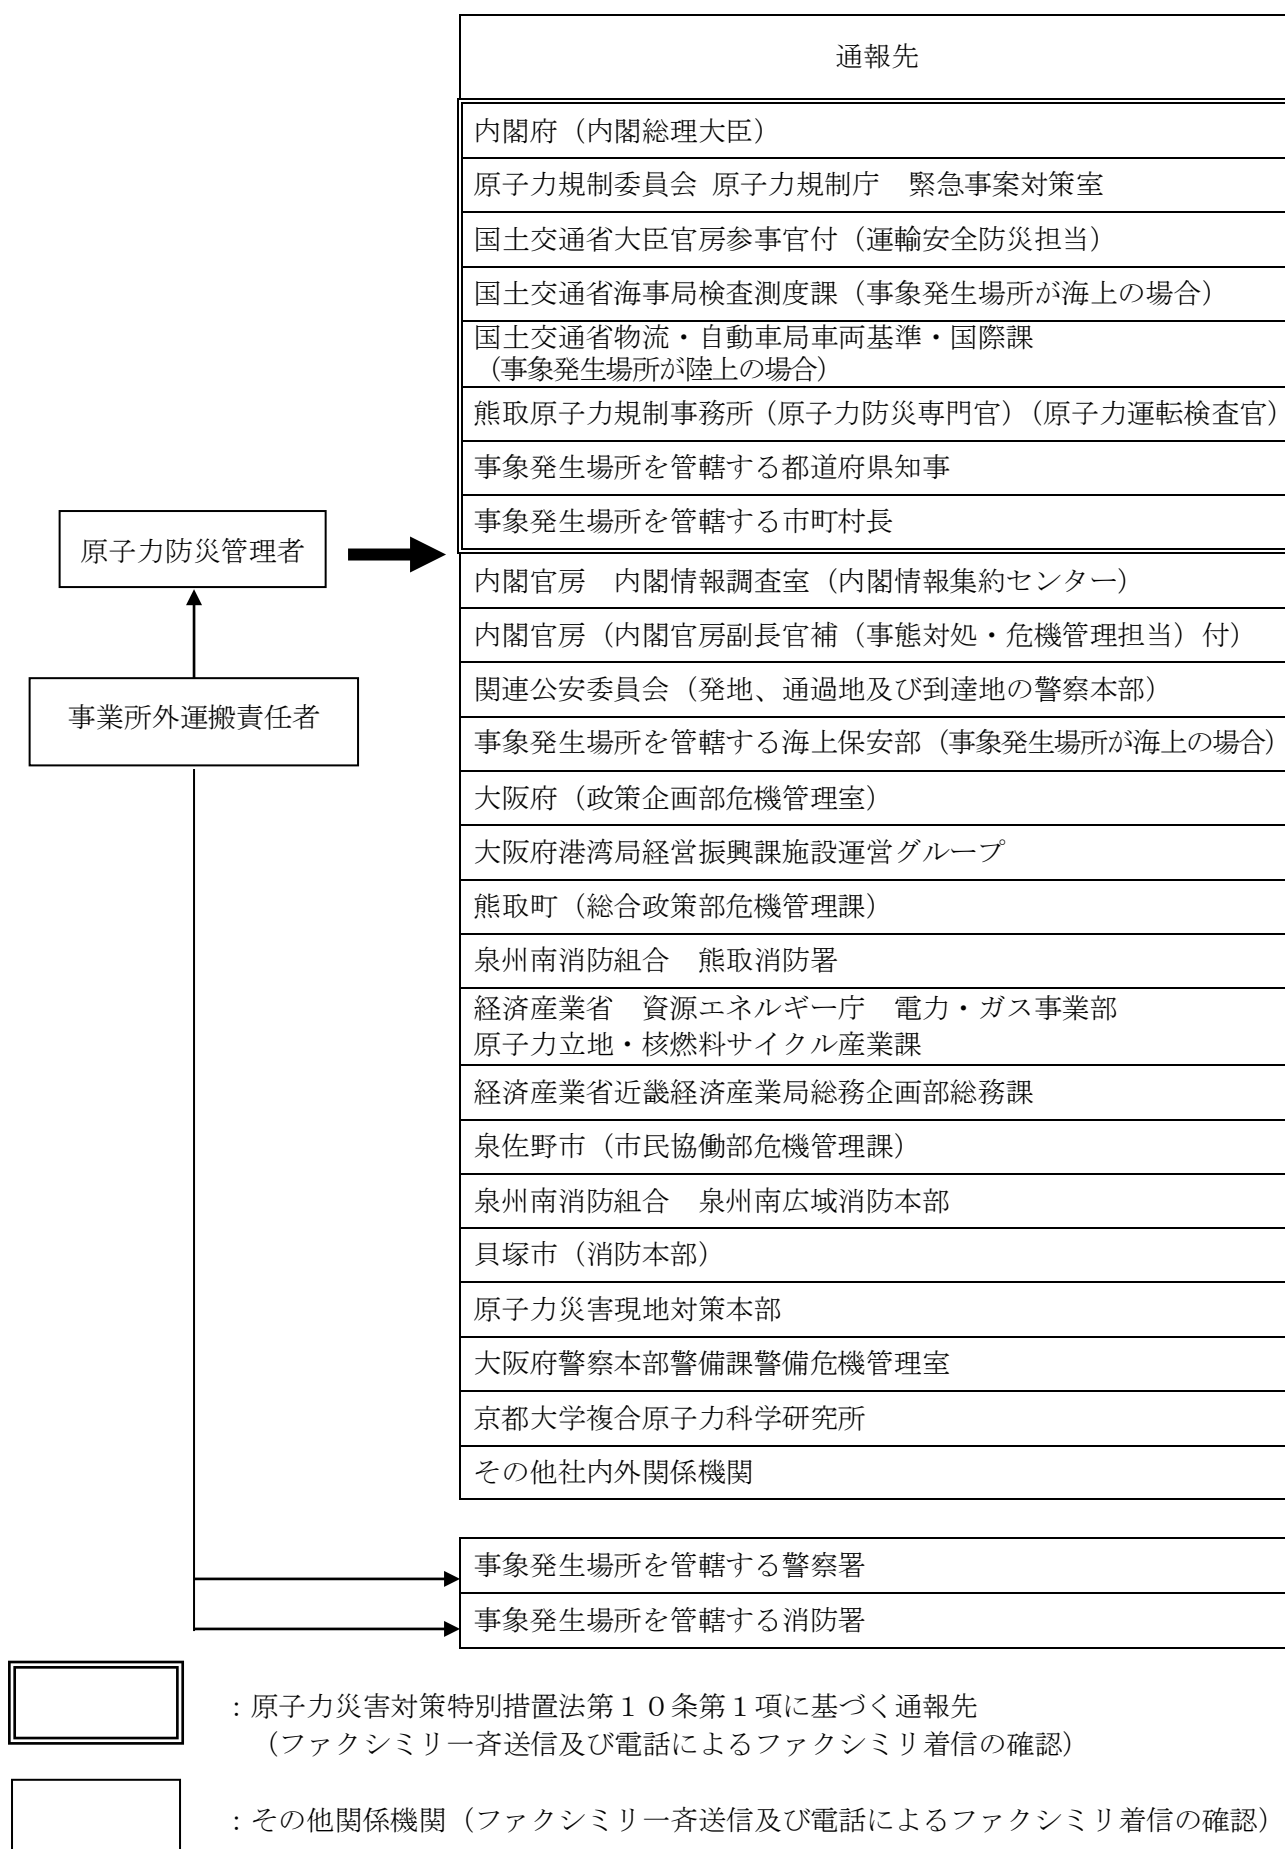 通報先
内閣府（内閣総理大臣）
原子力規制委員会 原子力規制庁　緊急事案対策室
国土交通省大臣官房参事官付（運輸安全防災担当）
国土交通省海事局検査測度課（事象発生場所が海上の場合）
国土交通省物流・自動車局車両基準・国際課
（事象発生場所が陸上の場合）
熊取原子力規制事務所（原子力防災専門官）（原子力運転検査官）
事象発生場所を管轄する都道府県知事
事象発生場所を管轄する市町村長
原子力防災管理者
内閣官房　内閣情報調査室（内閣情報集約センター）
内閣官房（内閣官房副長官補（事態対処・危機管理担当）付）
関連公安委員会（発地、通過地及び到達地の警察本部）
事業所外運搬責任者
事象発生場所を管轄する海上保安部（事象発生場所が海上の場合）
大阪府（政策企画部危機管理室）
大阪府港湾局経営振興課施設運営グループ
熊取町（総合政策部危機管理課）
泉州南消防組合　熊取消防署
経済産業省　資源エネルギー庁　電力・ガス事業部
原子力立地・核燃料サイクル産業課
経済産業省近畿経済産業局総務企画部総務課
泉佐野市（市民協働部危機管理課）
泉州南消防組合　泉州南広域消防本部
貝塚市（消防本部）
原子力災害現地対策本部
大阪府警察本部警備課警備危機管理室
京都大学複合原子力科学研究所
その他社内外関係機関
事象発生場所を管轄する警察署
事象発生場所を管轄する消防署
：原子力災害対策特別措置法第１０条第１項に基づく通報先
（ファクシミリ一斉送信及び電話によるファクシミリ着信の確認）
：その他関係機関（ファクシミリ一斉送信及び電話によるファクシミリ着信の確認）